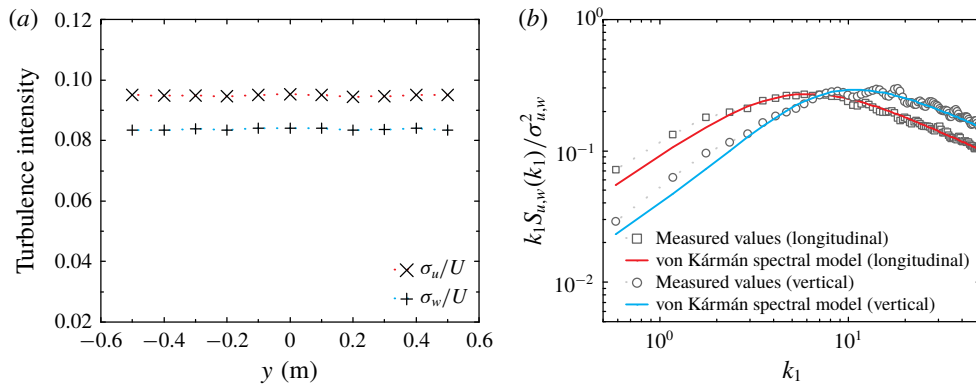 (a)
0.12
0.10
0.08
0.06
0.04
0.02
Turbulence intensity
σu/U
σw/U
−0.6 −0.4 −0.2 0 0.2 0.4 0.6
y (m)
(b)
10^0
10^−1
10^−2
k1Su,w(k1)/σ^2u,w
Measured values (longitudinal)
von Kármán spectral model (longitudinal)
Measured values (vertical)
von Kármán spectral model (vertical)
10^0 10^1
k1